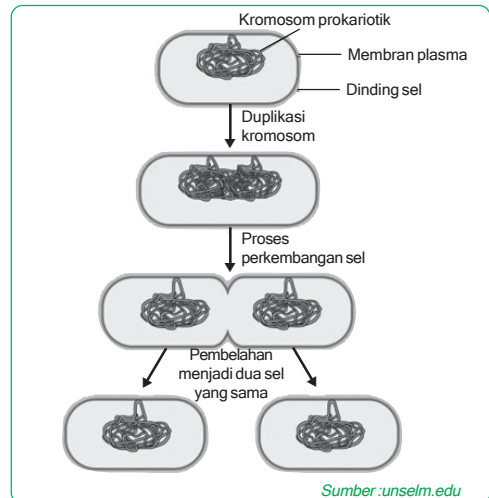 Kromosom prokariotik
Membran plasma
Dinding sel
Duplikasi
kromosom
Proses
perkembangan sel
Pembelahan
menjadi dua sel
yang sama
Sumber :unselm.edu